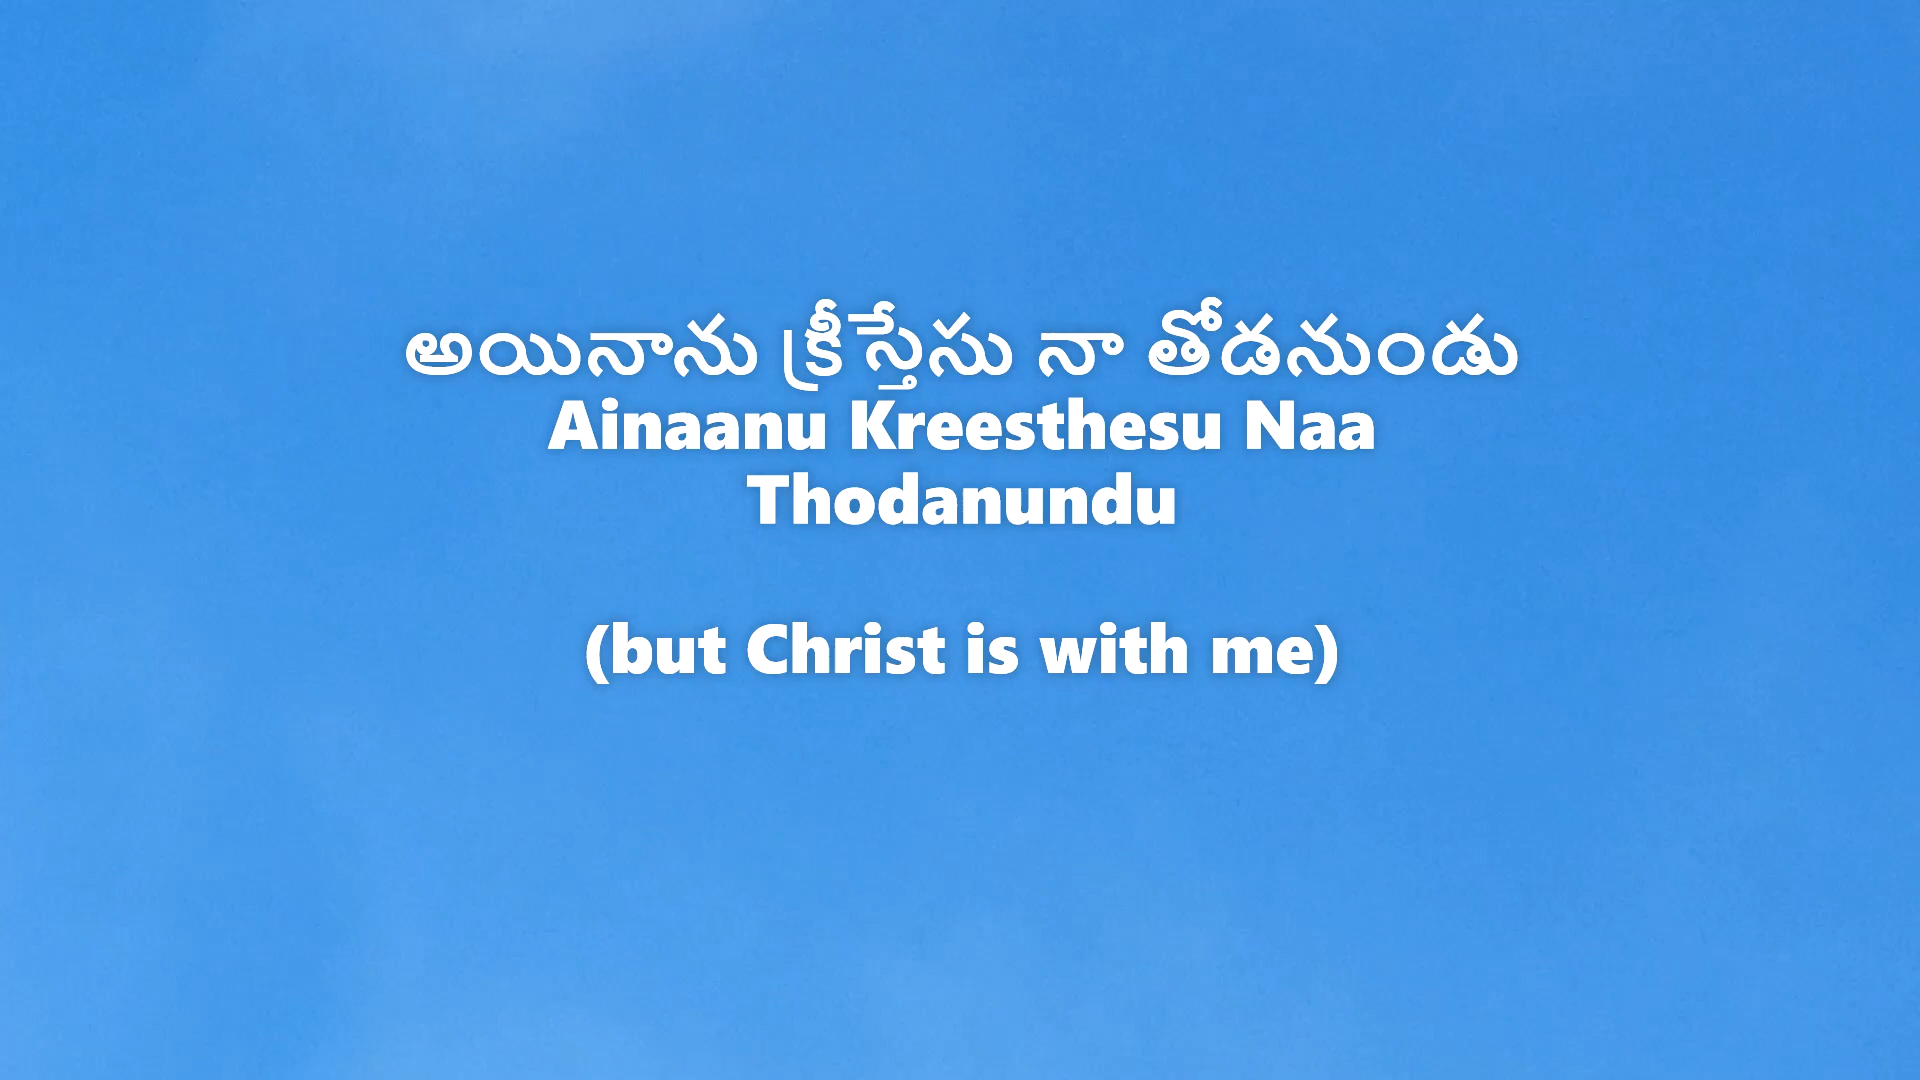 అయినాను క్రీస్తేసు నా తోడనుండు
Ainaanu Kreesthesu Naa
Thodanundu
(but Christ is with me)